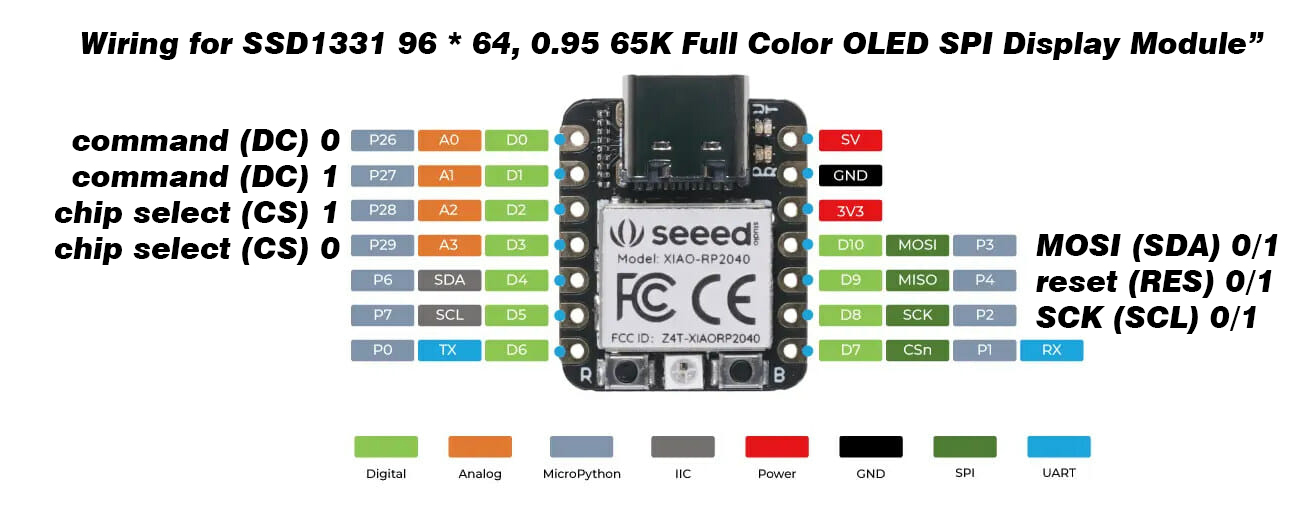 Wiring for SSD1331 96 * 64, 0.95 65K Full Color OLED SPI Display Module”
command (DC) 0 P26 A0 D0 5V
command (DC) 1 P27 A1 D1 GND
chip select (CS) 1 P28 A2 D2 3V3
chip select (CS) 0 P29 A3 D3 D10 MOSI P3 MOSI (SDA) 0/1
P6 SDA D4 D9 MISO P4 reset (RES) 0/1
P7 SCL D5 D8 SCK P2 SCK (SCL) 0/1
P0 TX D6 D7 CSn P1 RX
seeed studio
Model: XIAO-RP2040
FC CE
FCC ID: Z4T-XIAORP2040
R B
Digital Analog MicroPython IIC Power GND SPI UART